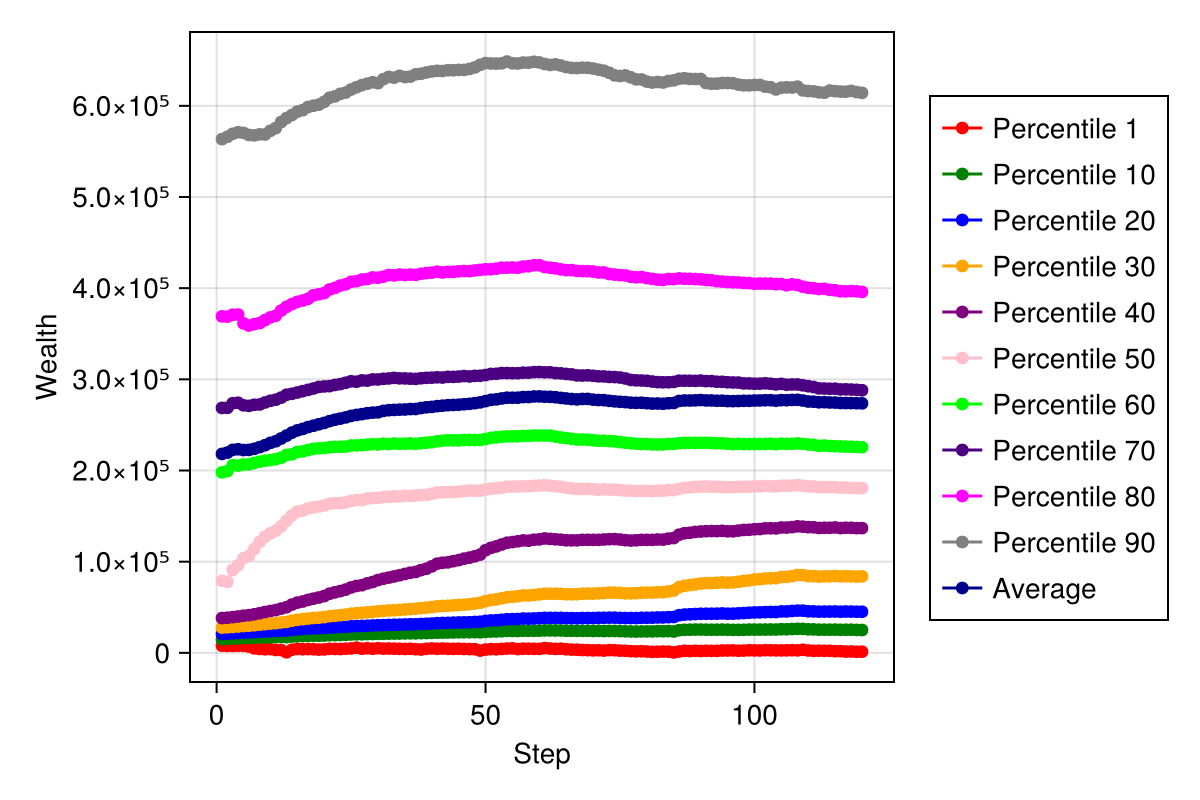 6.0×10⁵
5.0×10⁵
4.0×10⁵
3.0×10⁵
2.0×10⁵
1.0×10⁵
0
Wealth
0 50 100
Step
Percentile 1
Percentile 10
Percentile 20
Percentile 30
Percentile 40
Percentile 50
Percentile 60
Percentile 70
Percentile 80
Percentile 90
Average